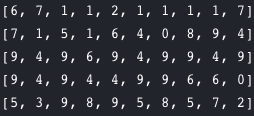 [6, 7, 1, 1, 2, 1, 1, 1, 1, 7]
[7, 1, 5, 1, 6, 4, 0, 8, 9, 4]
[9, 4, 9, 6, 9, 4, 9, 9, 4, 9]
[9, 4, 9, 4, 4, 9, 9, 6, 6, 0]
[5, 3, 9, 8, 9, 5, 8, 5, 7, 2]